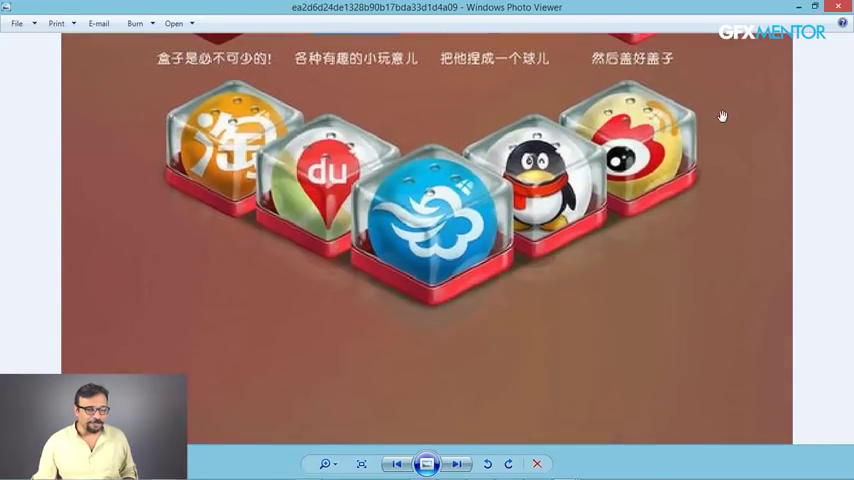 ea2d6d24de1328b90b17bda33d1d4a09 - Windows Photo Viewer
File Print E-mail Burn Open
GFXMENTOR
盒子是必不可少的! 各种有趣的小玩意儿 把他捏成一个球儿 然后盖好盖子
淘
du